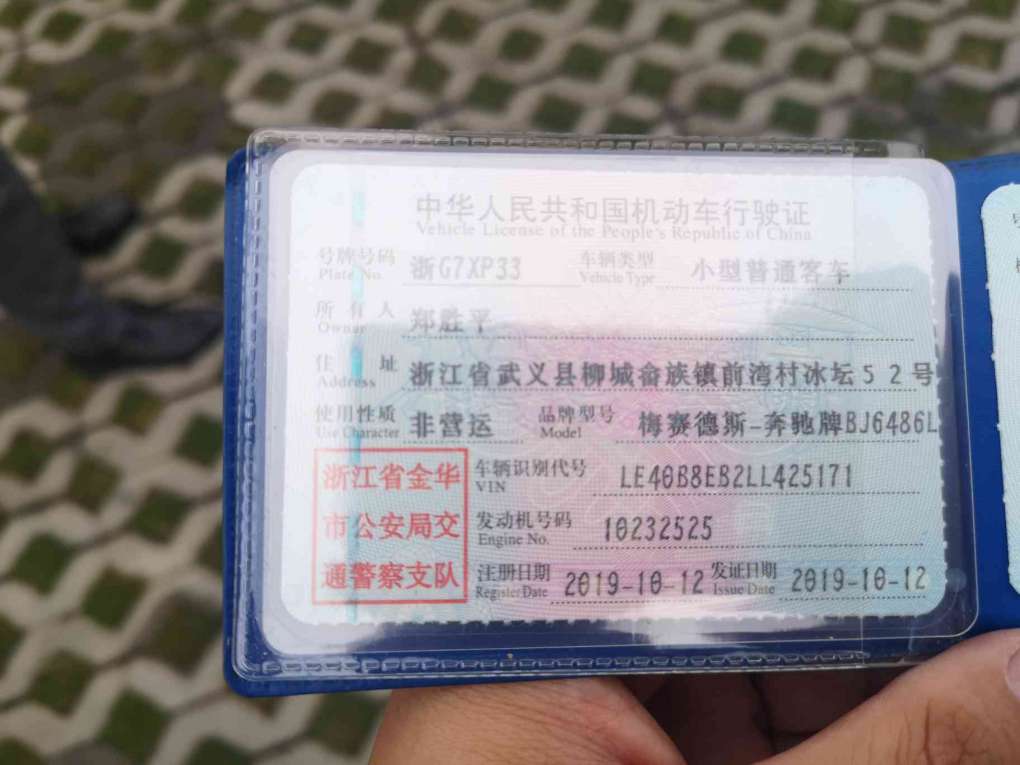 中华人民共和国机动车行驶证
Vehicle License of the People's Republic of China
号牌号码 浙G7XP33 车辆类型 小型普通客车
Plate No. Vehicle Type
所有人 郑胜平
Owner
住址 浙江省武义县柳城畲族镇前湾村冰坛52号
Address
使用性质 非营运 品牌型号 梅赛德斯-奔驰牌BJ6486L
Use Character Model
浙江省金华
市公安局交
通警察支队
车辆识别代号 LE40B8EB2LL425171
VIN
发动机号码 10232525
Engine No.
注册日期 2019-10-12 发证日期 2019-10-12
Register Date Issue Date